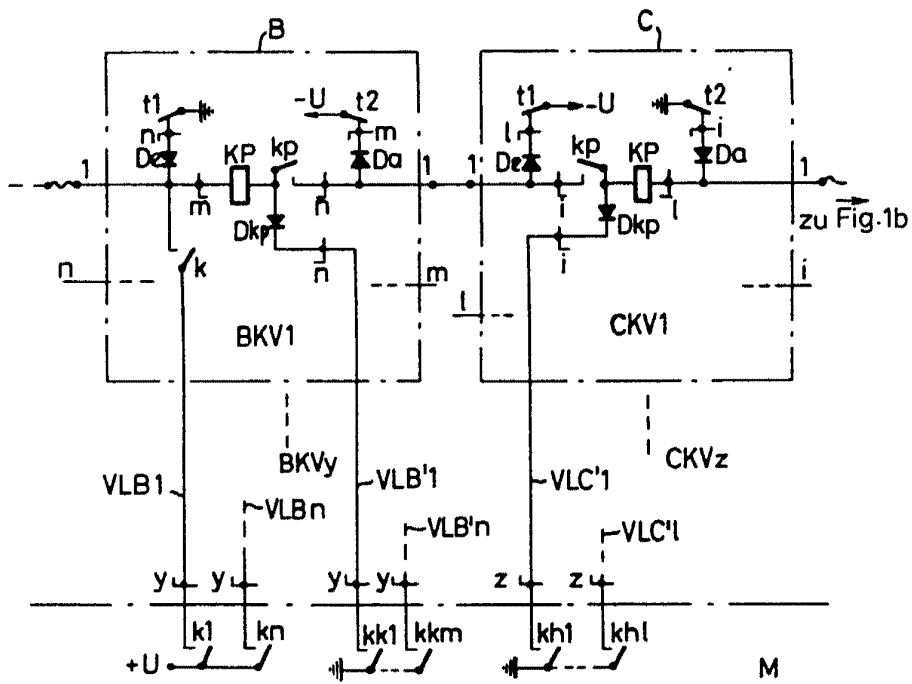 B C
t1 -U t2 t1 -U t2
n m l i
De KP kp Da De kp KP Da
1 m n 1 1 i l 1
Dkp Dkp
zu Fig.1b
n k n m l i i
BKV1 CKV1
BKVy CKVz
VLB1 VLBn VLB'1 VLB'n VLC'1 VLC'l
y y y y z z
k1 kn kk1 kkm kh1 khl
+U M